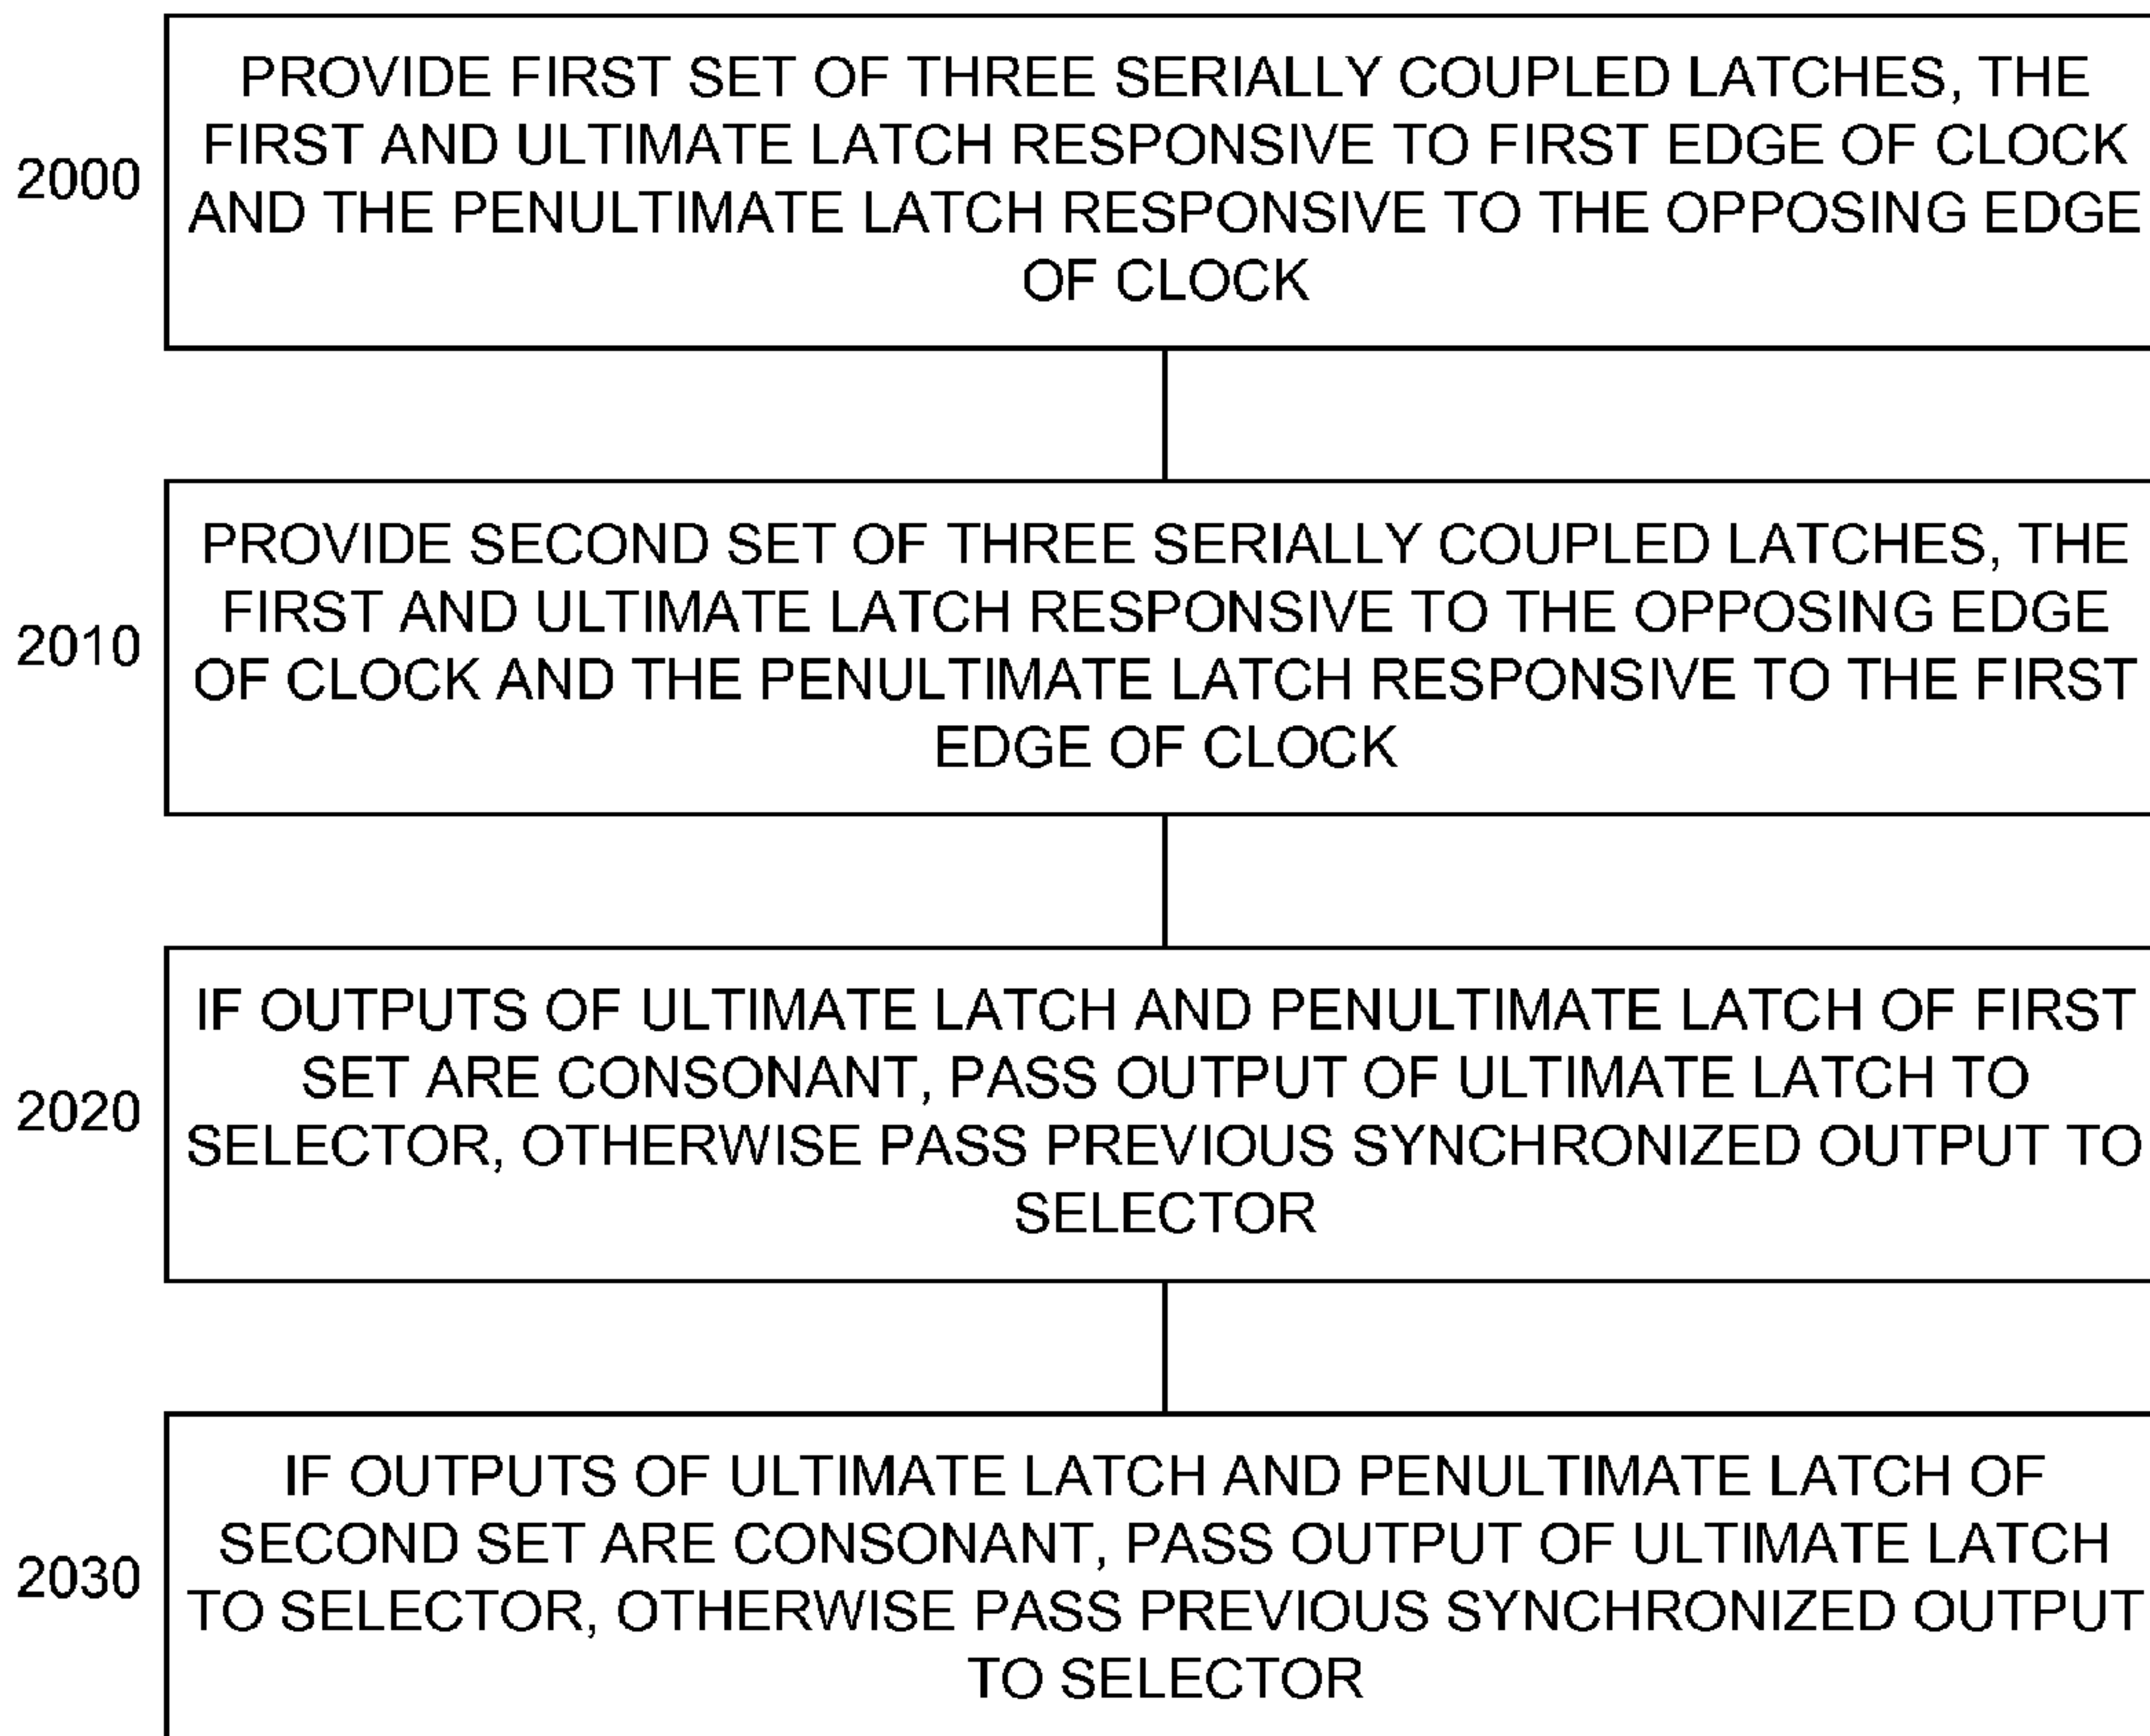 PROVIDE FIRST SET OF THREE SERIALLY COUPLED LATCHES, THE
FIRST AND ULTIMATE LATCH RESPONSIVE TO FIRST EDGE OF CLOCK
2000
AND THE PENULTIMATE LATCH RESPONSIVE TO THE OPPOSING EDGE
OF CLOCK
PROVIDE SECOND SET OF THREE SERIALLY COUPLED LATCHES, THE
FIRST AND ULTIMATE LATCH RESPONSIVE TO THE OPPOSING EDGE
2010
OF CLOCK AND THE PENULTIMATE LATCH RESPONSIVE TO THE FIRST
EDGE OF CLOCK
IF OUTPUTS OF ULTIMATE LATCH AND PENULTIMATE LATCH OF FIRST
SET ARE CONSONANT, PASS OUTPUT OF ULTIMATE LATCH TO
2020
SELECTOR, OTHERWISE PASS PREVIOUS SYNCHRONIZED OUTPUT TO
SELECTOR
IF OUTPUTS OF ULTIMATE LATCH AND PENULTIMATE LATCH OF
SECOND SET ARE CONSONANT, PASS OUTPUT OF ULTIMATE LATCH
2030
TO SELECTOR, OTHERWISE PASS PREVIOUS SYNCHRONIZED OUTPUT
TO SELECTOR